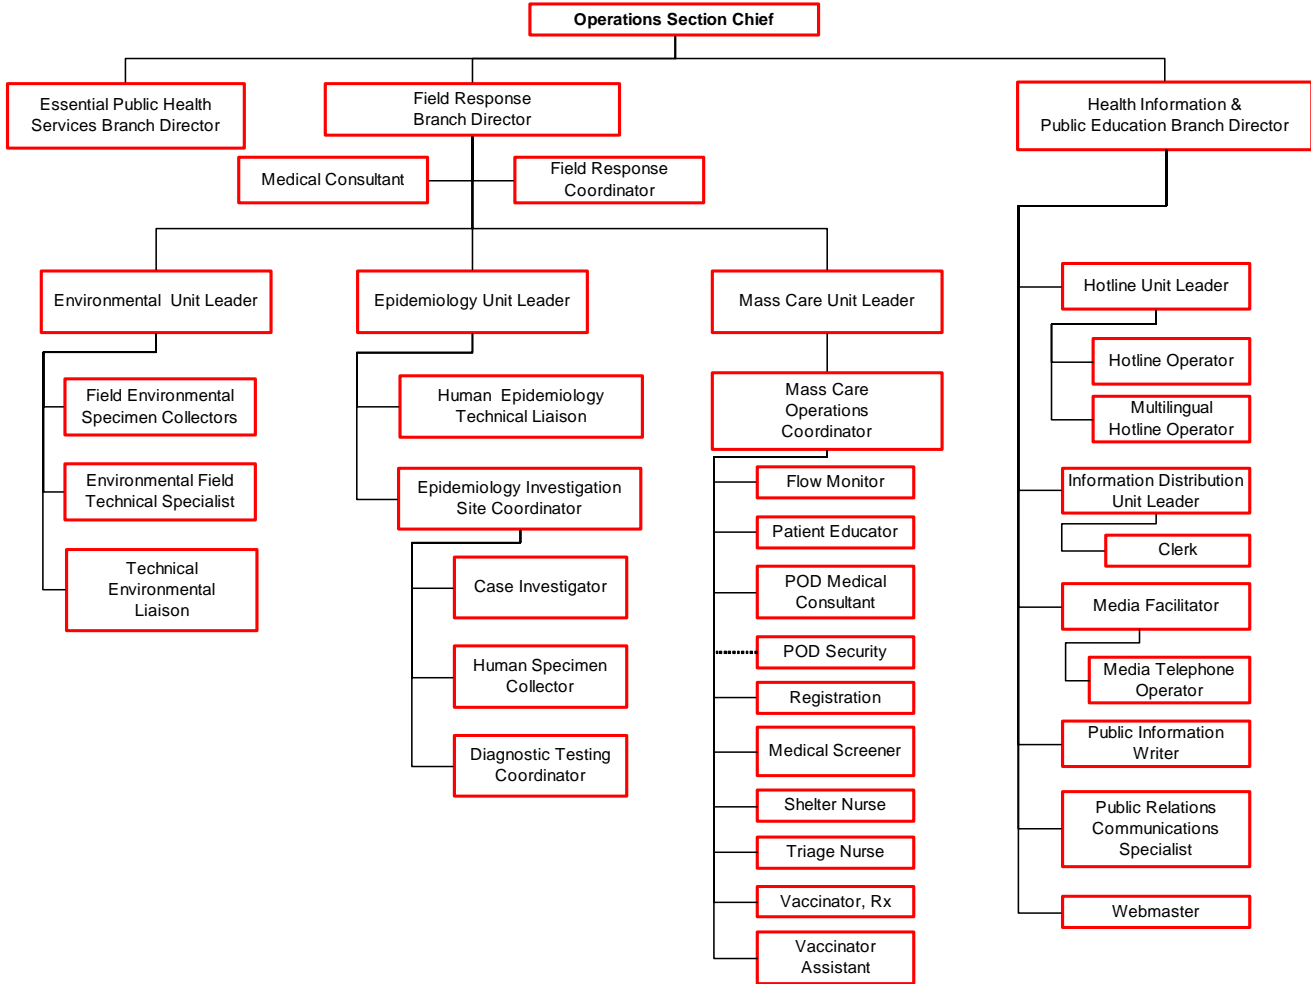 Operations Section Chief
Essential Public Health
Services Branch Director
Field Response
Branch Director
Health Information &
Public Education Branch Director
Medical Consultant
Field Response
Coordinator
Environmental  Unit Leader
Field Environmental
Specimen Collectors
Environmental Field
Technical Specialist
Technical
Environmental
Liaison
Epidemiology Unit Leader
Human  Epidemiology
Technical Liaison
Epidemiology Investigation
Site Coordinator
Case Investigator
Human Specimen
Collector
Diagnostic Testing
Coordinator
Mass Care Unit Leader
Mass Care
Operations
Coordinator
Flow Monitor
Patient Educator
POD Medical
Consultant
POD Security
Registration
Medical Screener
Shelter Nurse
Triage Nurse
Vaccinator, Rx
Vaccinator
Assistant
Hotline Unit Leader
Hotline Operator
Multilingual
Hotline Operator
Information Distribution
Unit Leader
Clerk
Media Facilitator
Media Telephone
Operator
Public Information
Writer
Public Relations
Communications
Specialist
Webmaster